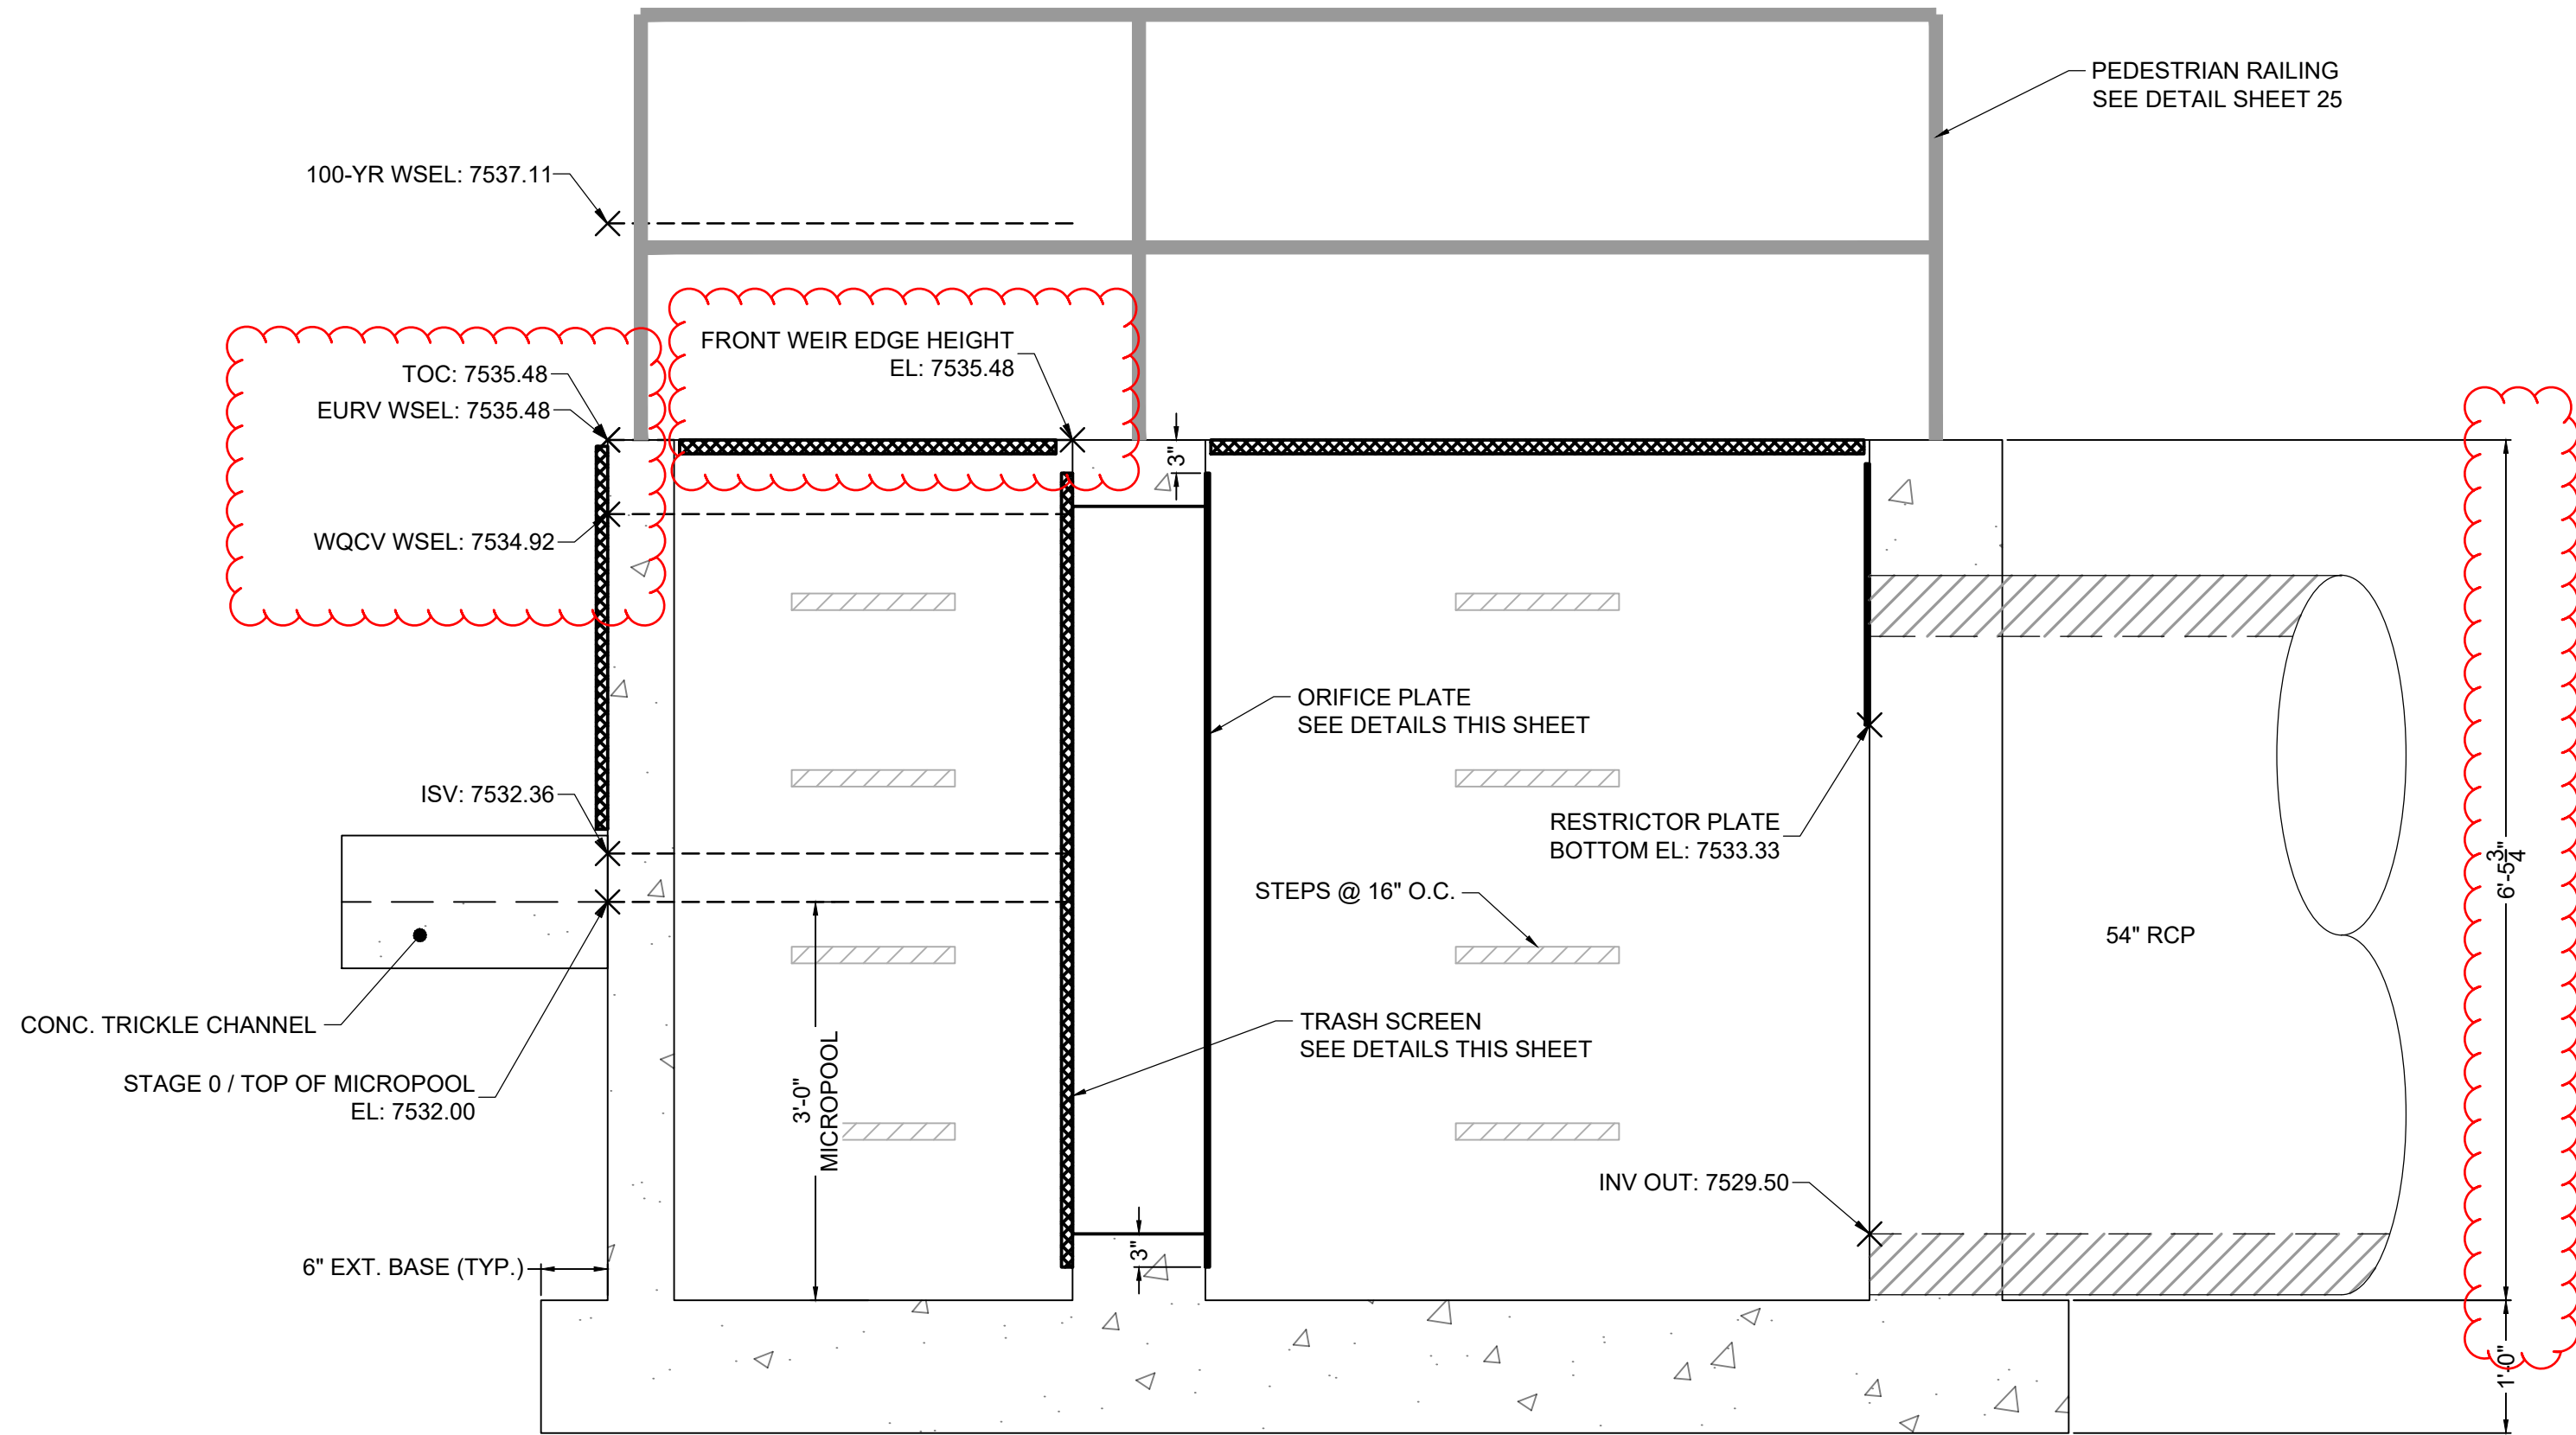 PEDESTRIAN RAILING
SEE DETAIL SHEET 25
100-YR WSEL: 7537.11
FRONT WEIR EDGE HEIGHT
EL: 7535.48
TOC: 7535.48
EURV WSEL: 7535.48
3"
WQCV WSEL: 7534.92
ORIFICE PLATE
SEE DETAILS THIS SHEET
ISV: 7532.36
RESTRICTOR PLATE
BOTTOM EL: 7533.33
6'-5 3/4"
STEPS @ 16" O.C.
54" RCP
CONC. TRICKLE CHANNEL
TRASH SCREEN
SEE DETAILS THIS SHEET
STAGE 0 / TOP OF MICROPOOL
EL: 7532.00
3'-0"
MICROPOOL
INV OUT: 7529.50
3"
6" EXT. BASE (TYP.)
1'-0"